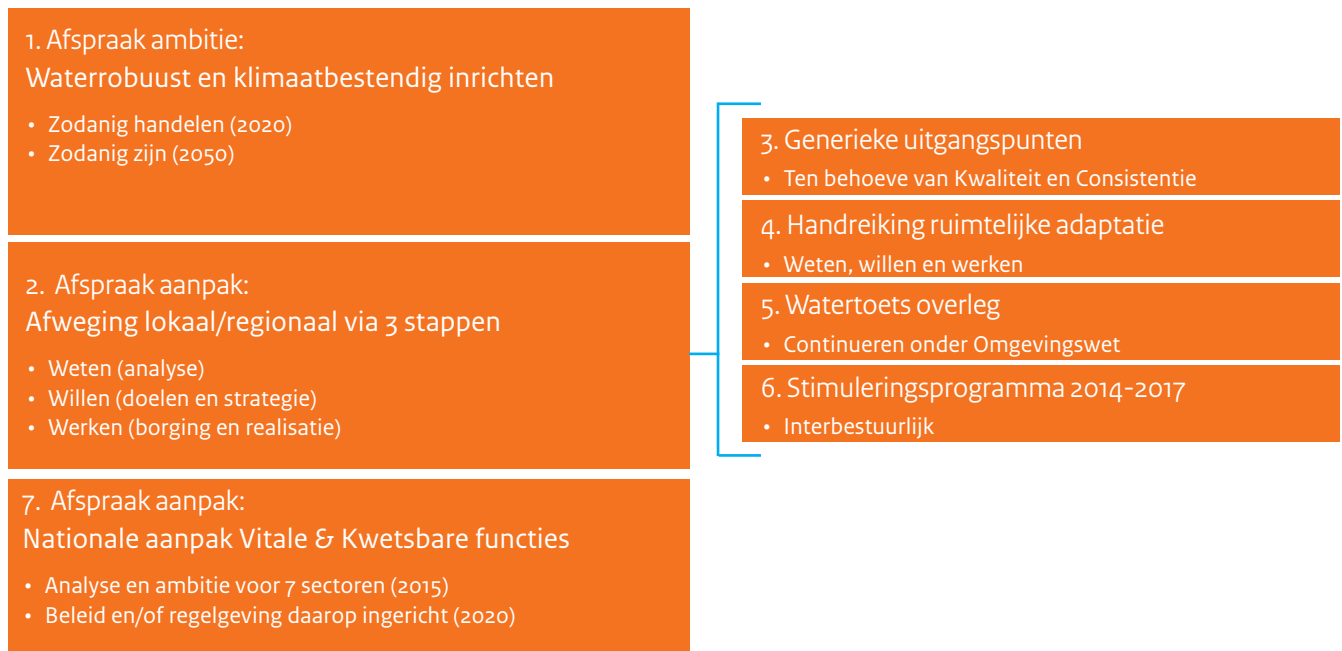 1. Afspraak ambitie:
Waterrobuust en klimaatbestendig inrichten
• Zodanig handelen (2020)
• Zodanig zijn (2050)
2. Afspraak aanpak:
Afweging lokaal/regionaal via 3 stappen
• Weten (analyse)
• Willen (doelen en strategie)
• Werken (borging en realisatie)
7. Afspraak aanpak:
Nationale aanpak Vitale & Kwetsbare functies
• Analyse en ambitie voor 7 sectoren (2015)
• Beleid en/of regelgeving daarop ingericht (2020)
3. Generieke uitgangspunten
• Ten behoeve van Kwaliteit en Consistentie
4. Handreiking ruimtelijke adaptatie
• Weten, willen en werken
5. Watertoets overleg
• Continueren onder Omgevingswet
6. Stimuleringsprogramma 2014-2017
• Interbestuurlijk